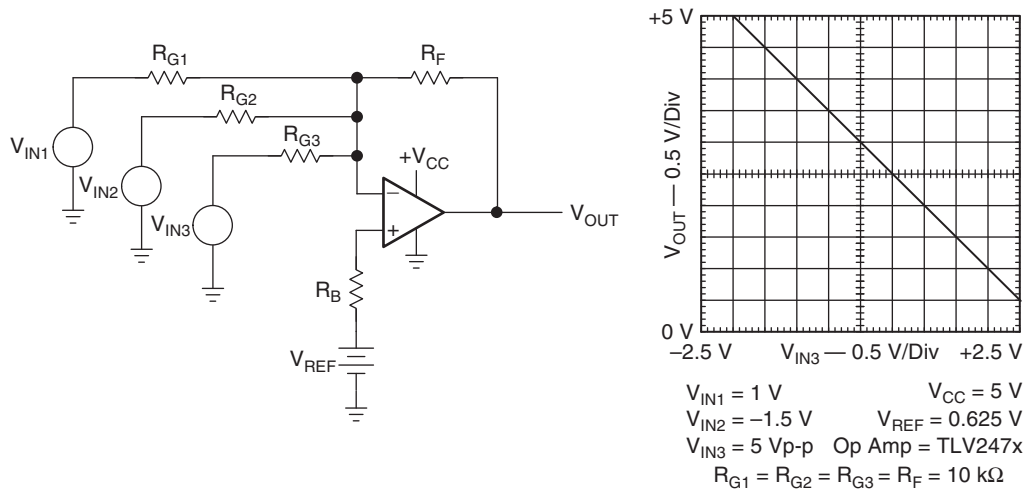 R_G1
R_F
R_G2
R_G3
V_IN1
V_IN2
V_IN3
+V_CC
−
+
V_OUT
R_B
V_REF
+5 V
V_OUT — 0.5 V/Div
0 V
−2.5 V
V_IN3 — 0.5 V/Div
+2.5 V
V_IN1 = 1 V V_CC = 5 V
V_IN2 = –1.5 V V_REF = 0.625 V
V_IN3 = 5 Vp-p Op Amp = TLV247x
R_G1 = R_G2 = R_G3 = R_F = 10 kΩ